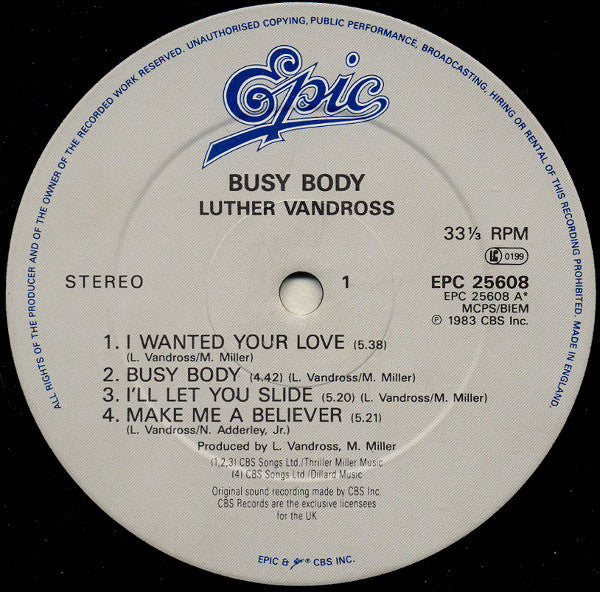 ALL RIGHTS OF THE PRODUCER AND OF THE OWNER OF THE RECORDED WORK RESERVED. UNAUTHORISED COPYING, PUBLIC PERFORMANCE, BROADCASTING, HIRING OR RENTAL OF THIS RECORDING PROHIBITED. MADE IN ENGLAND.
Epic
BUSY BODY
LUTHER VANDROSS
33⅓ RPM
LC 0199
STEREO
1
EPC 25608
EPC 25608 A*
MCPS/BIEM
℗ 1983 CBS Inc.
1. I WANTED YOUR LOVE (5.38)
(L. Vandross/M. Miller)
2. BUSY BODY (4.42) (L. Vandross/M. Miller)
3. I'LL LET YOU SLIDE (5.20) (L. Vandross/M. Miller)
4. MAKE ME A BELIEVER (5.21)
(L. Vandross/N. Adderley, Jr.)
Produced by L. Vandross, M. Miller
(1,2,3) CBS Songs Ltd./Thriller Miller Music
(4) CBS Songs Ltd./Dillard Music
Original sound recording made by CBS Inc.
CBS Records are the exclusive licensees
for the UK
EPIC & ® CBS INC.